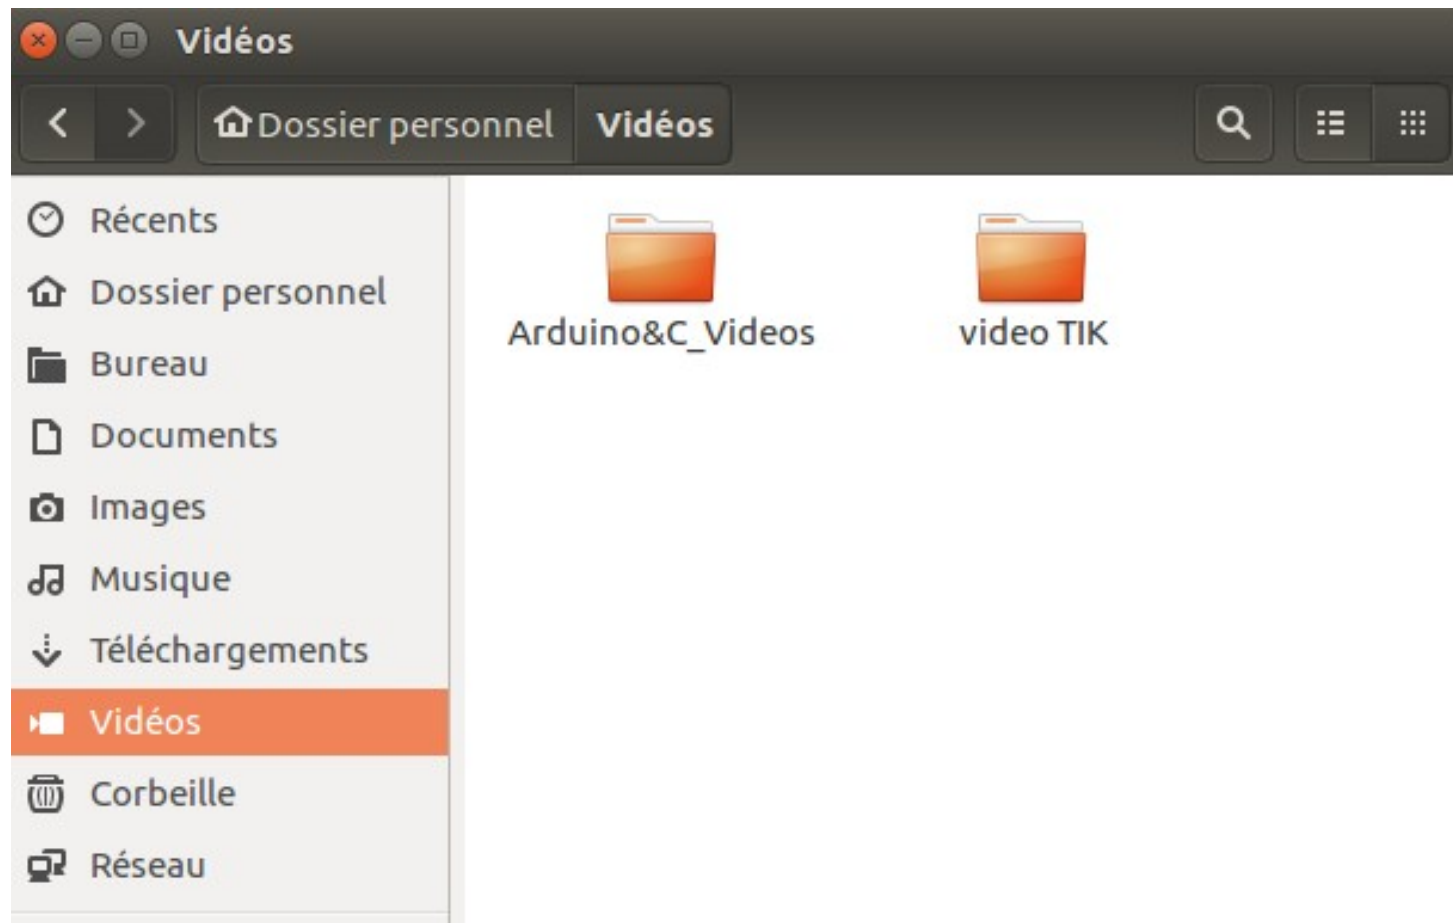 Vidéos
Dossier personnel Vidéos
Récents
Dossier personnel
Bureau
Documents
Images
Musique
Téléchargements
Vidéos
Corbeille
Réseau
Arduino&C_Videos
video TIK